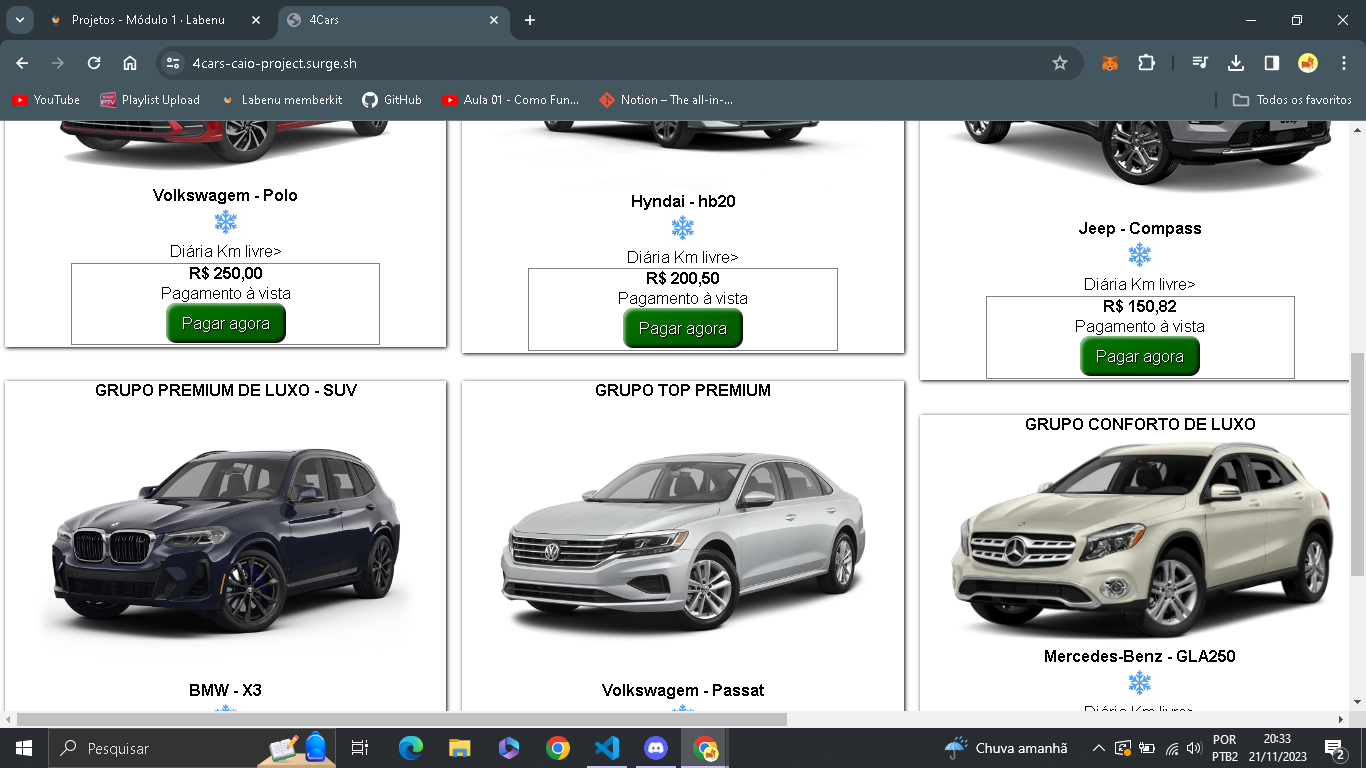 Projetos - Módulo 1 · Labenu
4Cars
4cars-caio-project.surge.sh
YouTube
Playlist Upload
Labenu memberkit
GitHub
Aula 01 - Como Fun...
Notion – The all-in-...
Todos os favoritos
Volkswagem - Polo
Diária Km livre>
R$ 250,00
Pagamento à vista
Pagar agora
Hyndai - hb20
Diária Km livre>
R$ 200,50
Pagamento à vista
Pagar agora
Jeep - Compass
Diária Km livre>
R$ 150,82
Pagamento à vista
Pagar agora
GRUPO PREMIUM DE LUXO - SUV
BMW - X3
GRUPO TOP PREMIUM
Volkswagem - Passat
GRUPO CONFORTO DE LUXO
Mercedes-Benz - GLA250
Diária Km livre>
Pesquisar
Chuva amanhã
POR
PTB2
20:33
21/11/2023
2